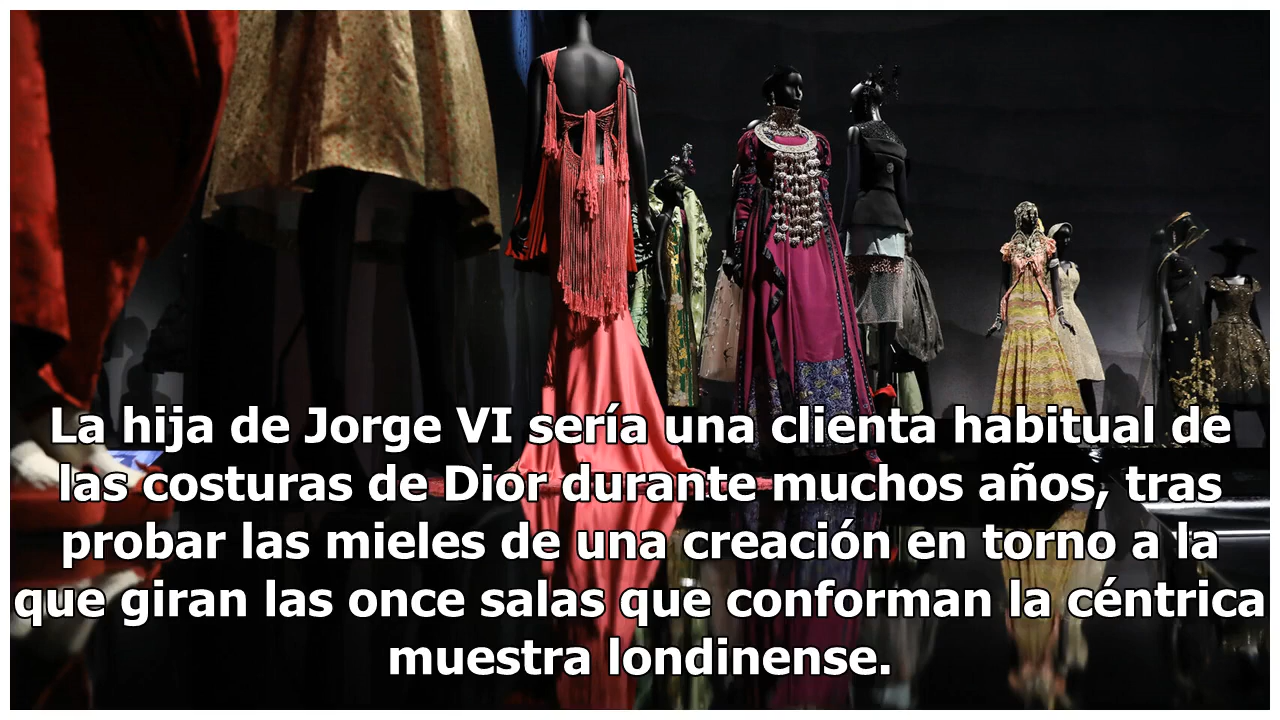 La hija de Jorge VI sería una clienta habitual de
las costuras de Dior durante muchos años, tras
probar las mieles de una creación en torno a la
que giran las once salas que conforman la céntrica
muestra londinense.